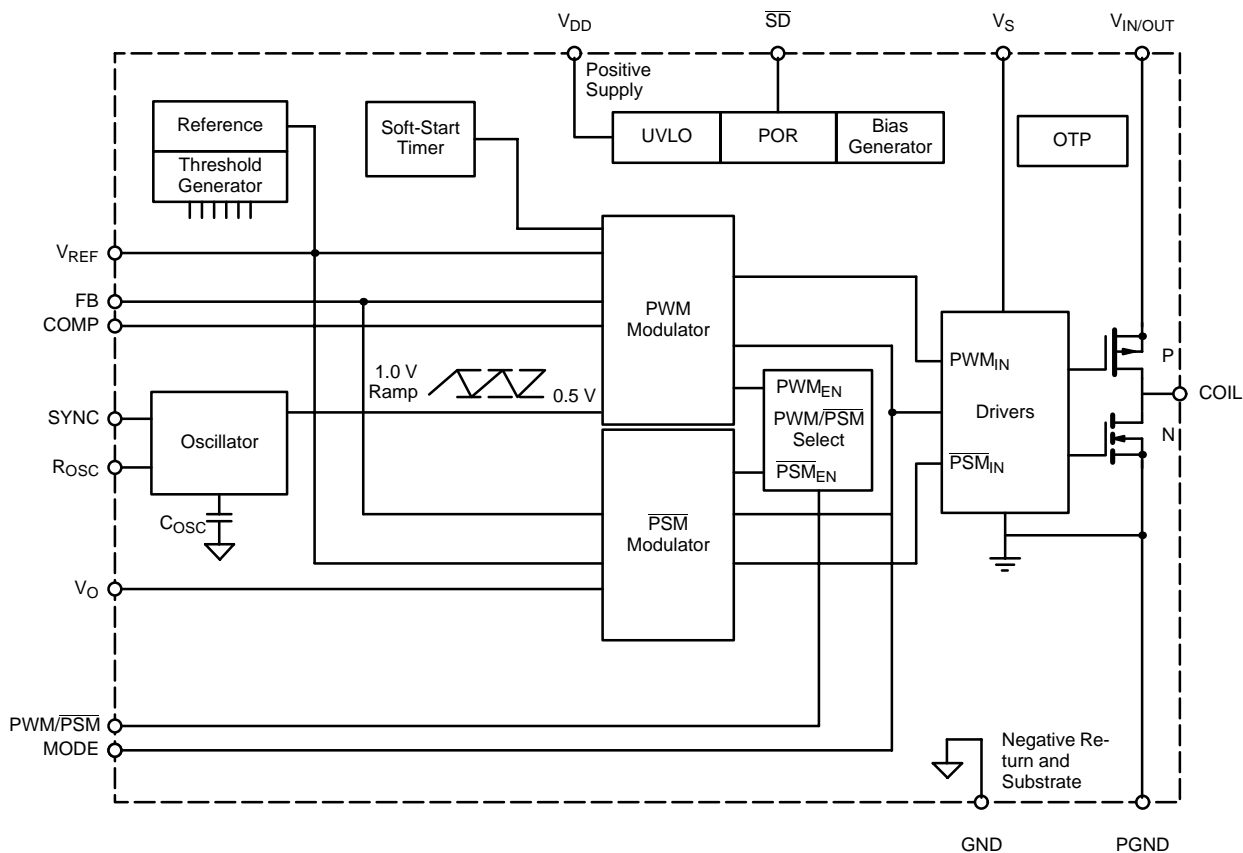 VDD
SD
VS
VIN/OUT
Positive
Supply
Reference
Threshold
Generator
Soft-Start
Timer
UVLO
POR
Bias
Generator
OTP
VREF
FB
COMP
PWM
Modulator
1.0 V
Ramp
0.5 V
PWMEN
PWM/PSM
Select
PSMEN
PWMIN
Drivers
PSMIN
P
COIL
N
SYNC
ROSC
Oscillator
COSC
PSM
Modulator
VO
PWM/PSM
MODE
Negative Re-
turn and
Substrate
GND
PGND